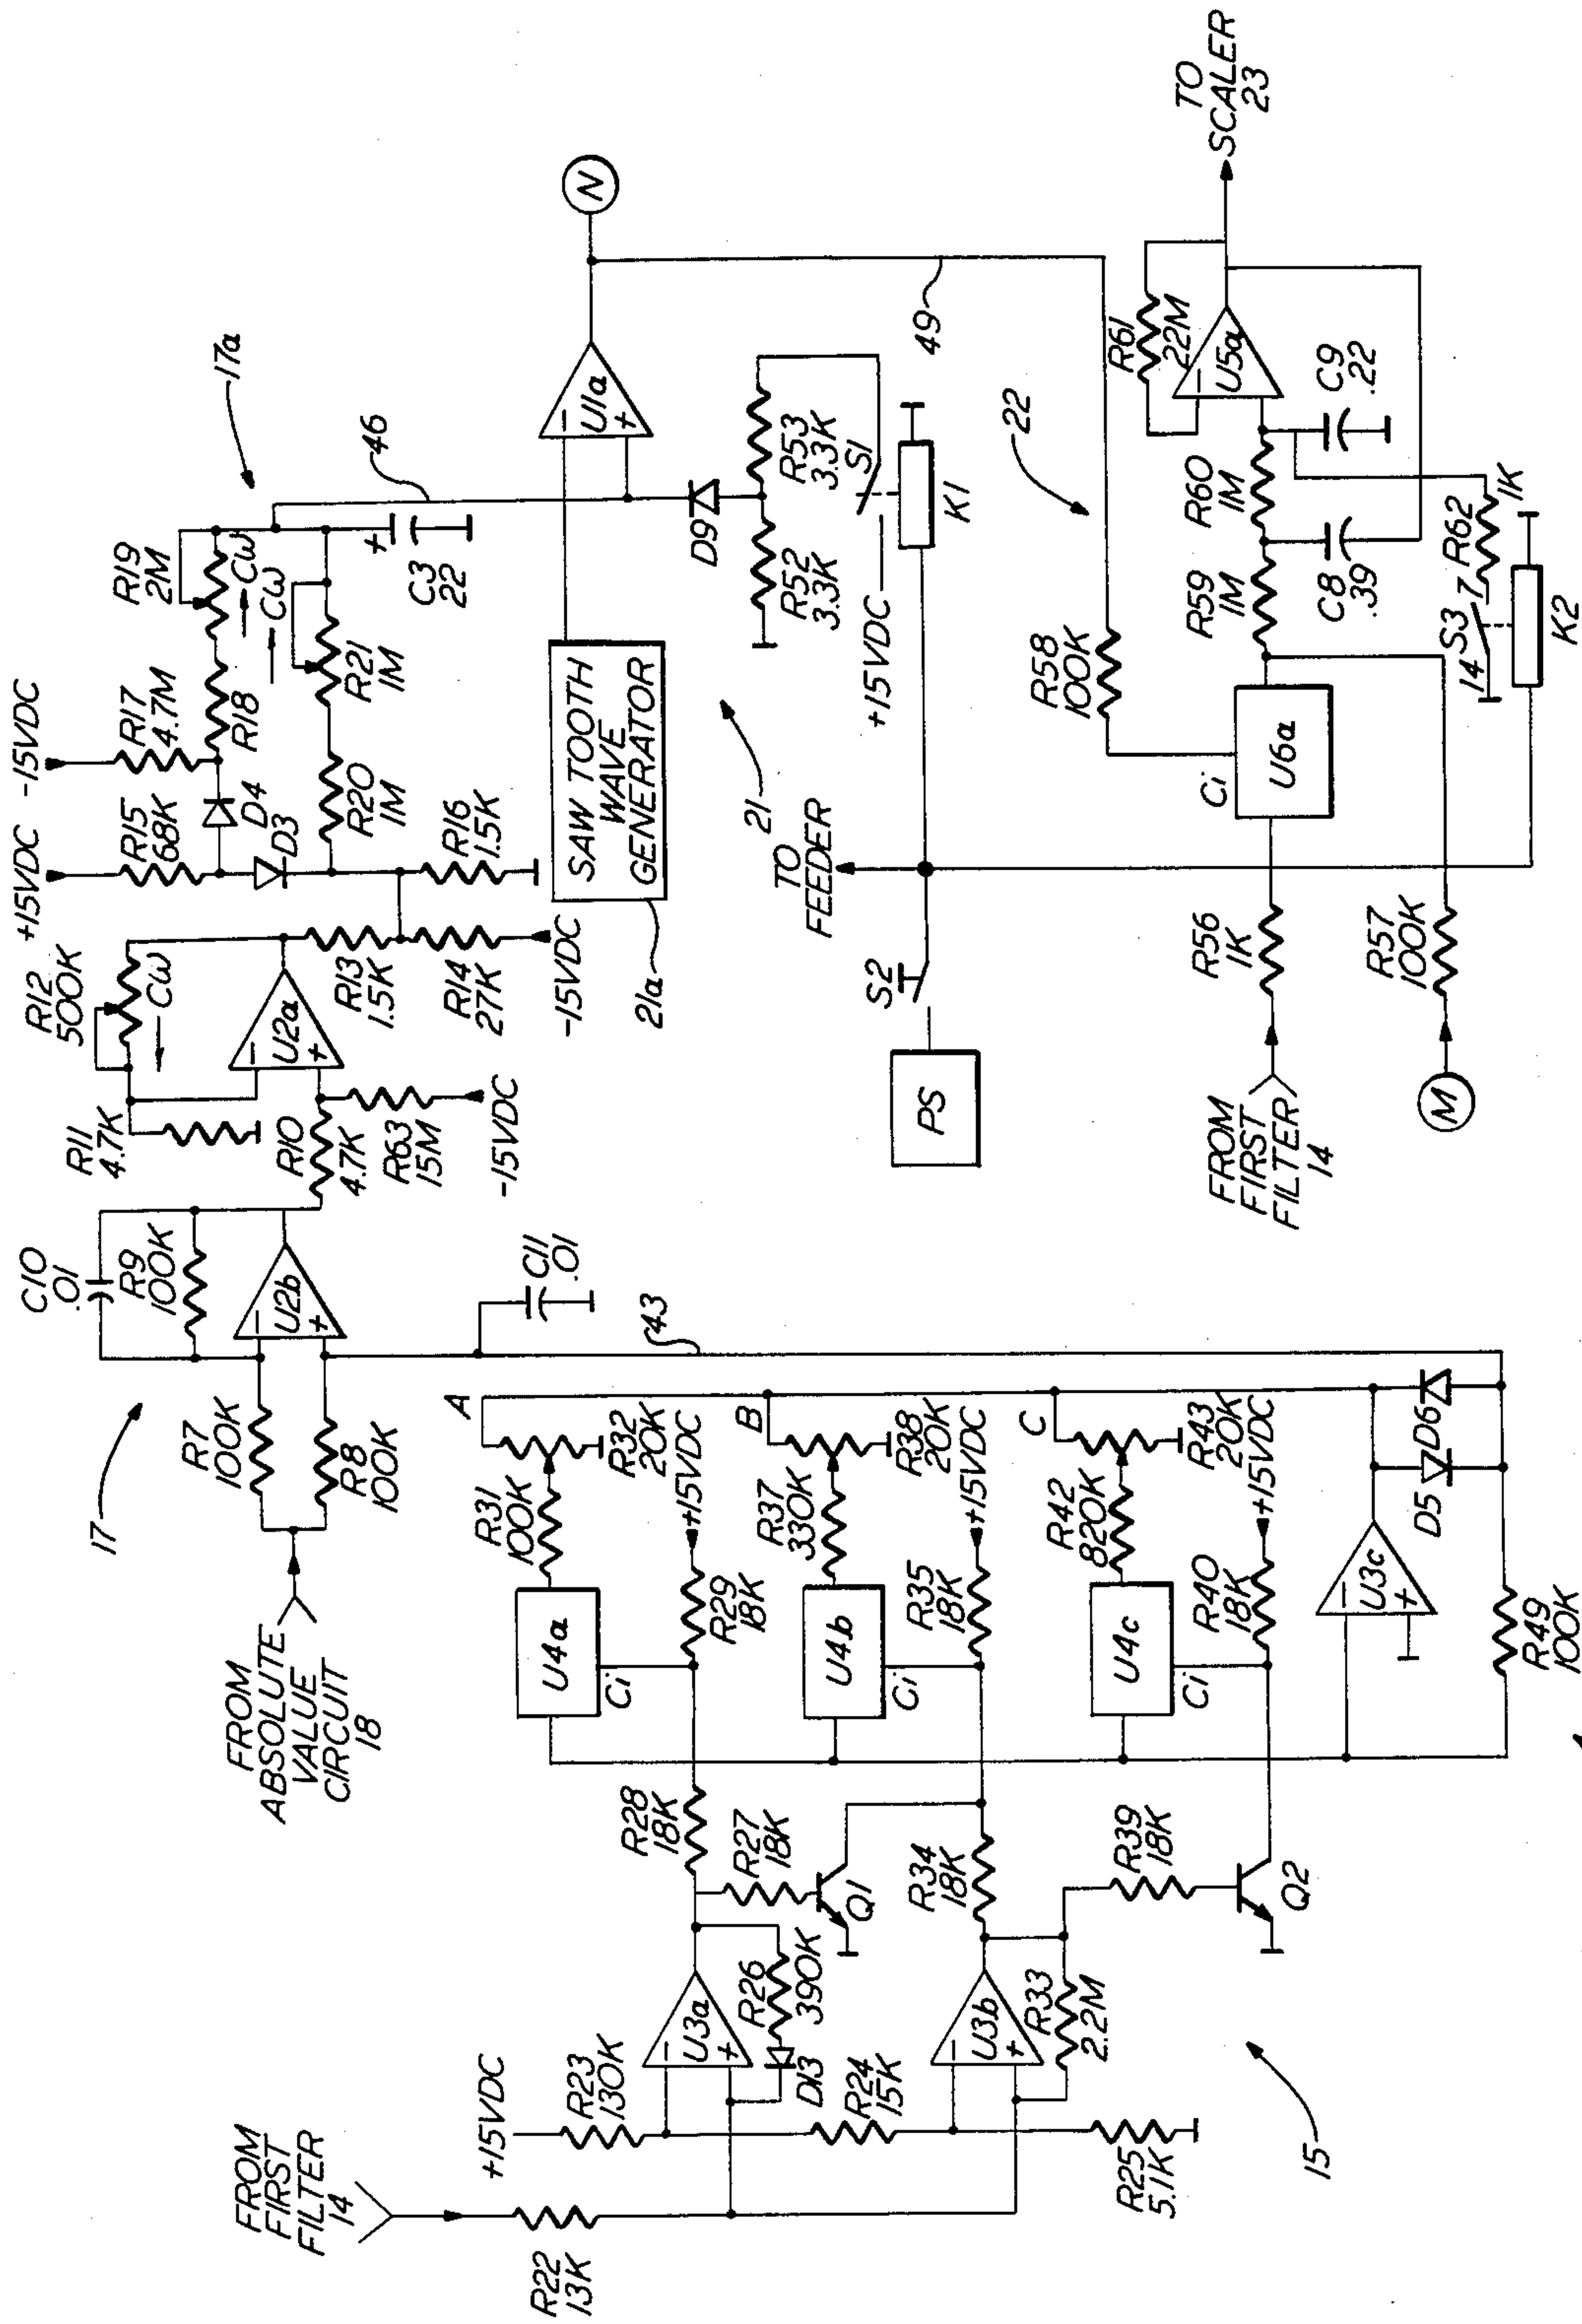 FROM
FIRST
FILTER
14
R22
13K
+15VDC
R23
130K
R24
15K
R25
5.1K
15
U3a
−
+
D13
R26
390K
R27
18K
Q1
R28
18K
U3b
−
+
R33
2.2M
R34
18K
R39
18K
Q2
FROM
ABSOLUTE
VALUE
CIRCUIT
18
17
R7
100K
R8
100K
U4a
Ci
R31
100K
R32
20K
A
R29
18K
+15VDC
U4b
Ci
R37
330K
R38
20K
B
R35
18K
+15VDC
U4c
Ci
R42
820K
R43
20K
C
R40
18K
+15VDC
U3c
−
+
D5
D6
R49
100K
43
C11
.01
C10
.01
R9
100K
U2b
−
+
R10
4.7K
R11
4.7K
R63
15M
-15VDC
R12
500K
CW
U2a
−
+
R13
1.5K
R14
27K
-15VDC
+15VDC
R15
68K
D3
D4
R16
1.5K
-15VDC
R17
4.7M
R18
R19
2M
CW
CW
R20
1M
R21
1M
C3
22
+
46
17a
SAW TOOTH
WAVE
GENERATOR
21a
21
U1a
−
+
N
D9
R52
3.3K
R53
3.3K
S1
+15VDC
K1
TO
FEEDER
S2
PS
49
22
FROM
FIRST
FILTER
14
R56
1K
R57
100K
M
R58
100K
Ci
U6a
R59
1M
R60
1M
C8
.39
C9
.22
R61
22M
U5a
−
TO
SCALER
23
14
S3
7
R62
1K
K2